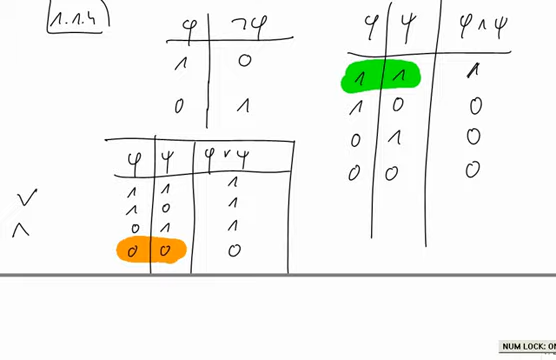 1.1.4
φ ¬φ
1 0
0 1
φ ψ φ ∧ ψ
1 1 1
1 0 0
0 1 0
0 0 0
φ ψ φ ∨ ψ
1 1 1
1 0 1
0 1 1
0 0 0
∨
∧
NUM LOCK: ON